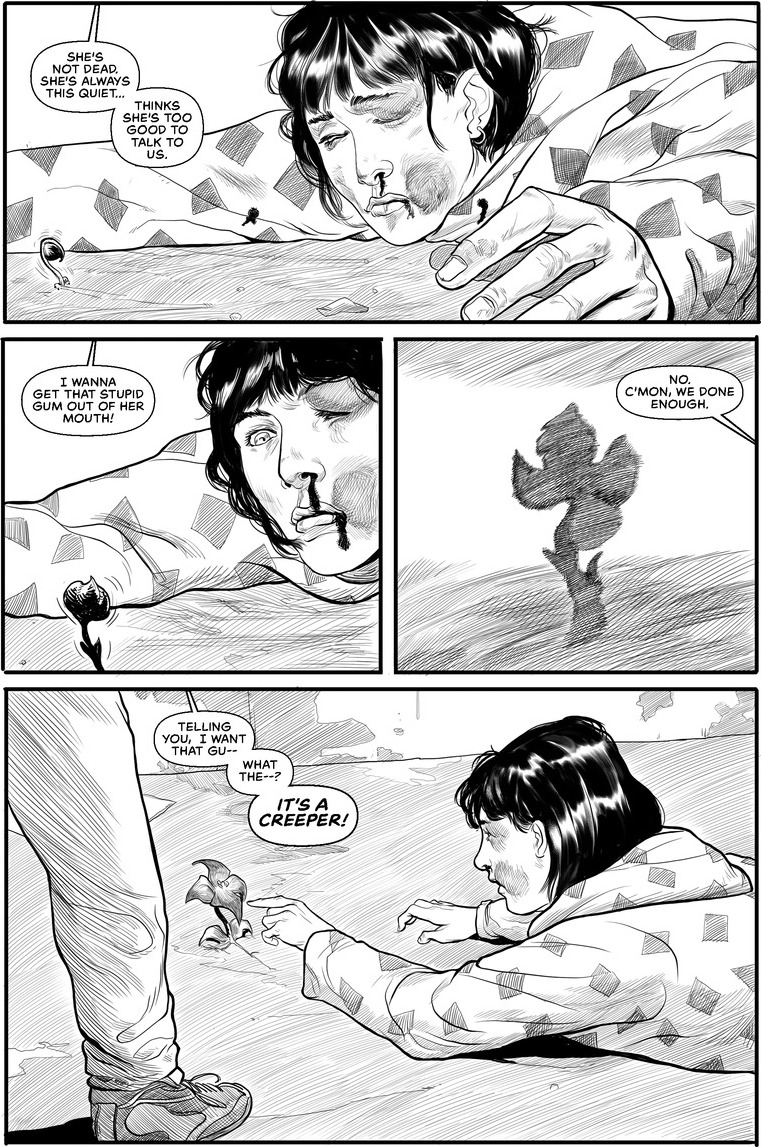 SHE'S
NOT DEAD,
SHE'S ALWAYS
THIS QUIET...
THINKS
SHE'S TOO
GOOD TO
TALK TO
US.
I WANNA
GET THAT STUPID
GUM OUT OF HER
MOUTH!
NO.
C'MON, WE DONE
ENOUGH.
TELLING
YOU, I WANT
THAT GU--
WHAT
THE--?
IT'S A
CREEPER!